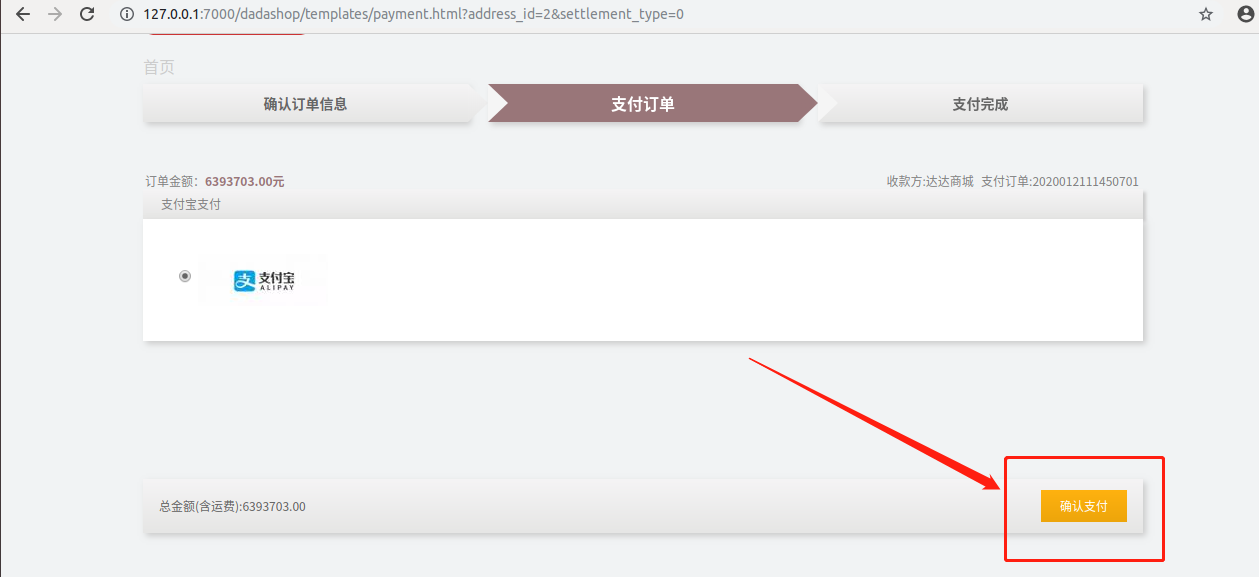 127.0.0.1:7000/dadashop/templates/payment.html?address_id=2&settlement_type=0
首页
确认订单信息
支付订单
支付完成
订单金额：6393703.00元
收款方:达达商城 支付订单:2020012111450701
支付宝支付
支付宝
ALIPAY
总金额(含运费):6393703.00
确认支付